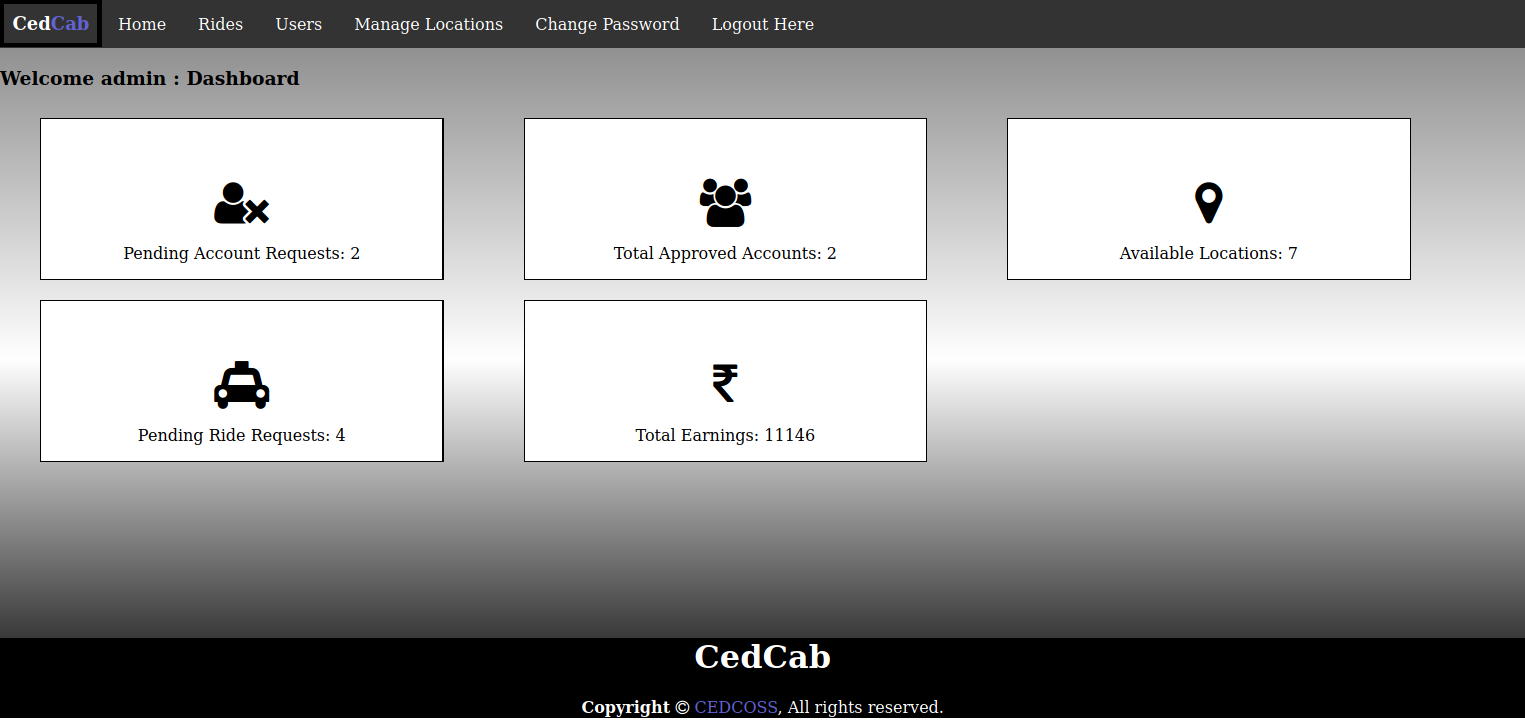 CedCab Home Rides Users Manage Locations Change Password Logout Here
Welcome admin : Dashboard
Pending Account Requests: 2
Total Approved Accounts: 2
Available Locations: 7
Pending Ride Requests: 4
₹
Total Earnings: 11146
CedCab
Copyright © CEDCOSS, All rights reserved.